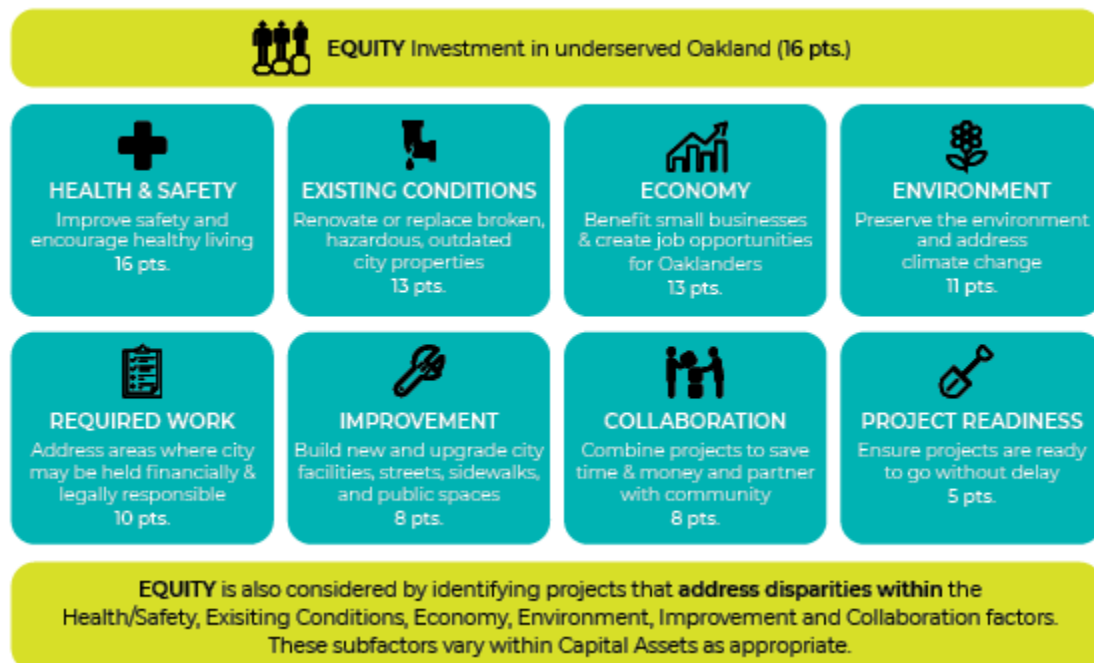 EQUITY Investment in underserved Oakland (16 pts.)
HEALTH & SAFETY
Improve safety and
encourage healthy living
16 pts.
EXISTING CONDITIONS
Renovate or replace broken,
hazardous, outdated
city properties
13 pts.
ECONOMY
Benefit small businesses
& create job opportunities
for Oaklanders
13 pts.
ENVIRONMENT
Preserve the environment
and address
climate change
11 pts.
REQUIRED WORK
Address areas where city
may be held financially &
legally responsible
10 pts.
IMPROVEMENT
Build new and upgrade city
facilities, streets, sidewalks,
and public spaces
8 pts.
COLLABORATION
Combine projects to save
time & money and partner
with community
8 pts.
PROJECT READINESS
Ensure projects are ready
to go without delay
5 pts.
EQUITY is also considered by identifying projects that address disparities within the
Health/Safety, Exisiting Conditions, Economy, Environment, Improvement and Collaboration factors.
These subfactors vary within Capital Assets as appropriate.